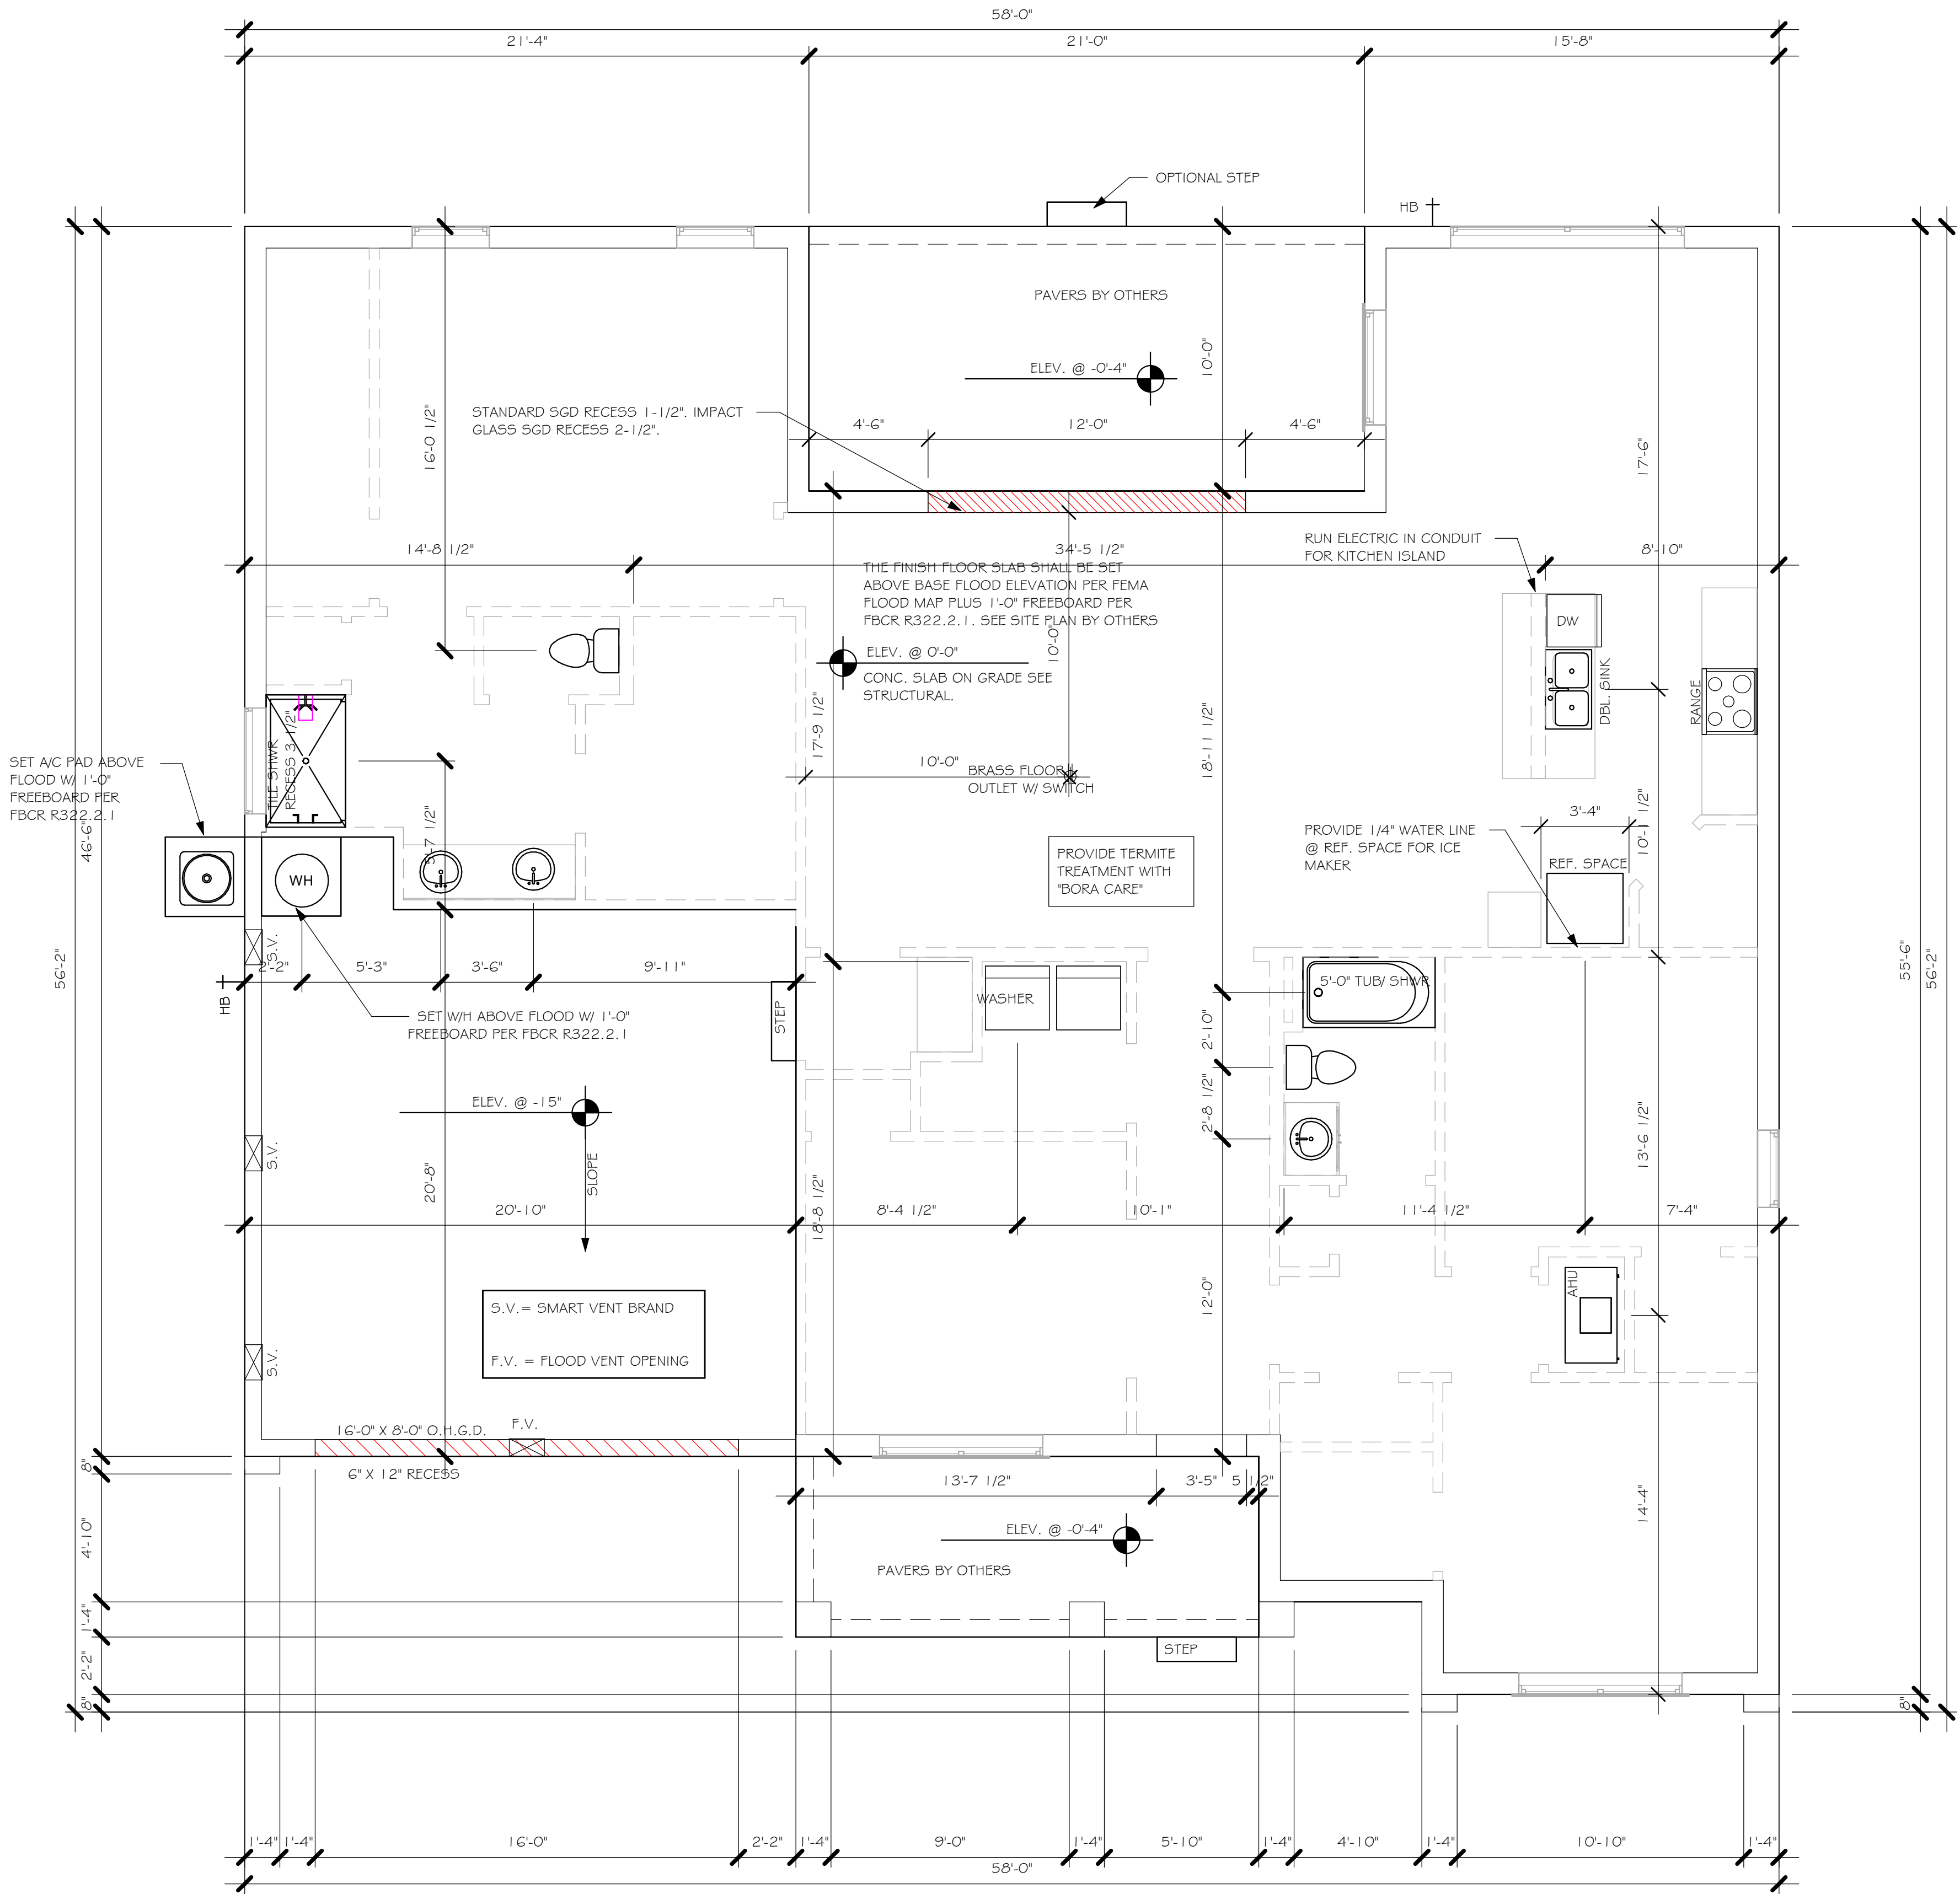 58'-0"
21'-4"
21'-0"
15'-8"
OPTIONAL STEP
HB
PAVERS BY OTHERS
10'-0"
ELEV. @ -0'-4"
STANDARD SGD RECESS 1-1/2". IMPACT
GLASS SGD RECESS 2-1/2".
4'-6"
12'-0"
4'-6"
16'-0 1/2"
17'-6"
14'-8 1/2"
34'-5 1/2"
8'-10"
RUN ELECTRIC IN CONDUIT
FOR KITCHEN ISLAND
THE FINISH FLOOR SLAB SHALL BE SET
ABOVE BASE FLOOD ELEVATION PER FEMA
FLOOD MAP PLUS 1'-0" FREEBOARD PER
FBCR R322.2.1. SEE SITE PLAN BY OTHERS
10'-0"
ELEV. @ 0'-0"
CONC. SLAB ON GRADE SEE
STRUCTURAL.
DW
DBL. SINK
RANGE
17'-9 1/2"
18'-11 1/2"
TILE SHWR
RECESS 3-1/2"
SET A/C PAD ABOVE
FLOOD W/ 1'-0"
FREEBOARD PER
FBCR R322.2.1
46'-6"
10'-0"
BRASS FLOOR
OUTLET W/ SWITCH
3'-4"
10'-1 1/2"
PROVIDE 1/4" WATER LINE
@ REF. SPACE FOR ICE
MAKER
REF. SPACE
PROVIDE TERMITE
TREATMENT WITH
"BORA CARE"
WH
S.V.
56'-2"
2'-2"
5'-3"
3'-6"
9'-11"
55'-6"
56'-2"
HB
STEP
WASHER
5'-0" TUB/ SHWR
SET W/H ABOVE FLOOD W/ 1'-0"
FREEBOARD PER FBCR R322.2.1
2'-10"
2'-8 1/2"
ELEV. @ -15"
S.V.
SLOPE
20'-8"
13'-6 1/2"
20'-10"
18'-8 1/2"
8'-4 1/2"
10'-1"
11'-4 1/2"
7'-4"
12'-0"
AHU
S.V.= SMART VENT BRAND
F.V. = FLOOD VENT OPENING
S.V.
16'-0" X 8'-0" O.H.G.D.
F.V.
6" X 12" RECESS
8"
13'-7 1/2"
3'-5"
5 1/2"
14'-4"
4'-10"
ELEV. @ -0'-4"
PAVERS BY OTHERS
1'-4"
STEP
2'-2"
8"
8"
1'-4"
1'-4"
16'-0"
2'-2"
1'-4"
9'-0"
1'-4"
5'-10"
1'-4"
4'-10"
1'-4"
10'-10"
1'-4"
58'-0"